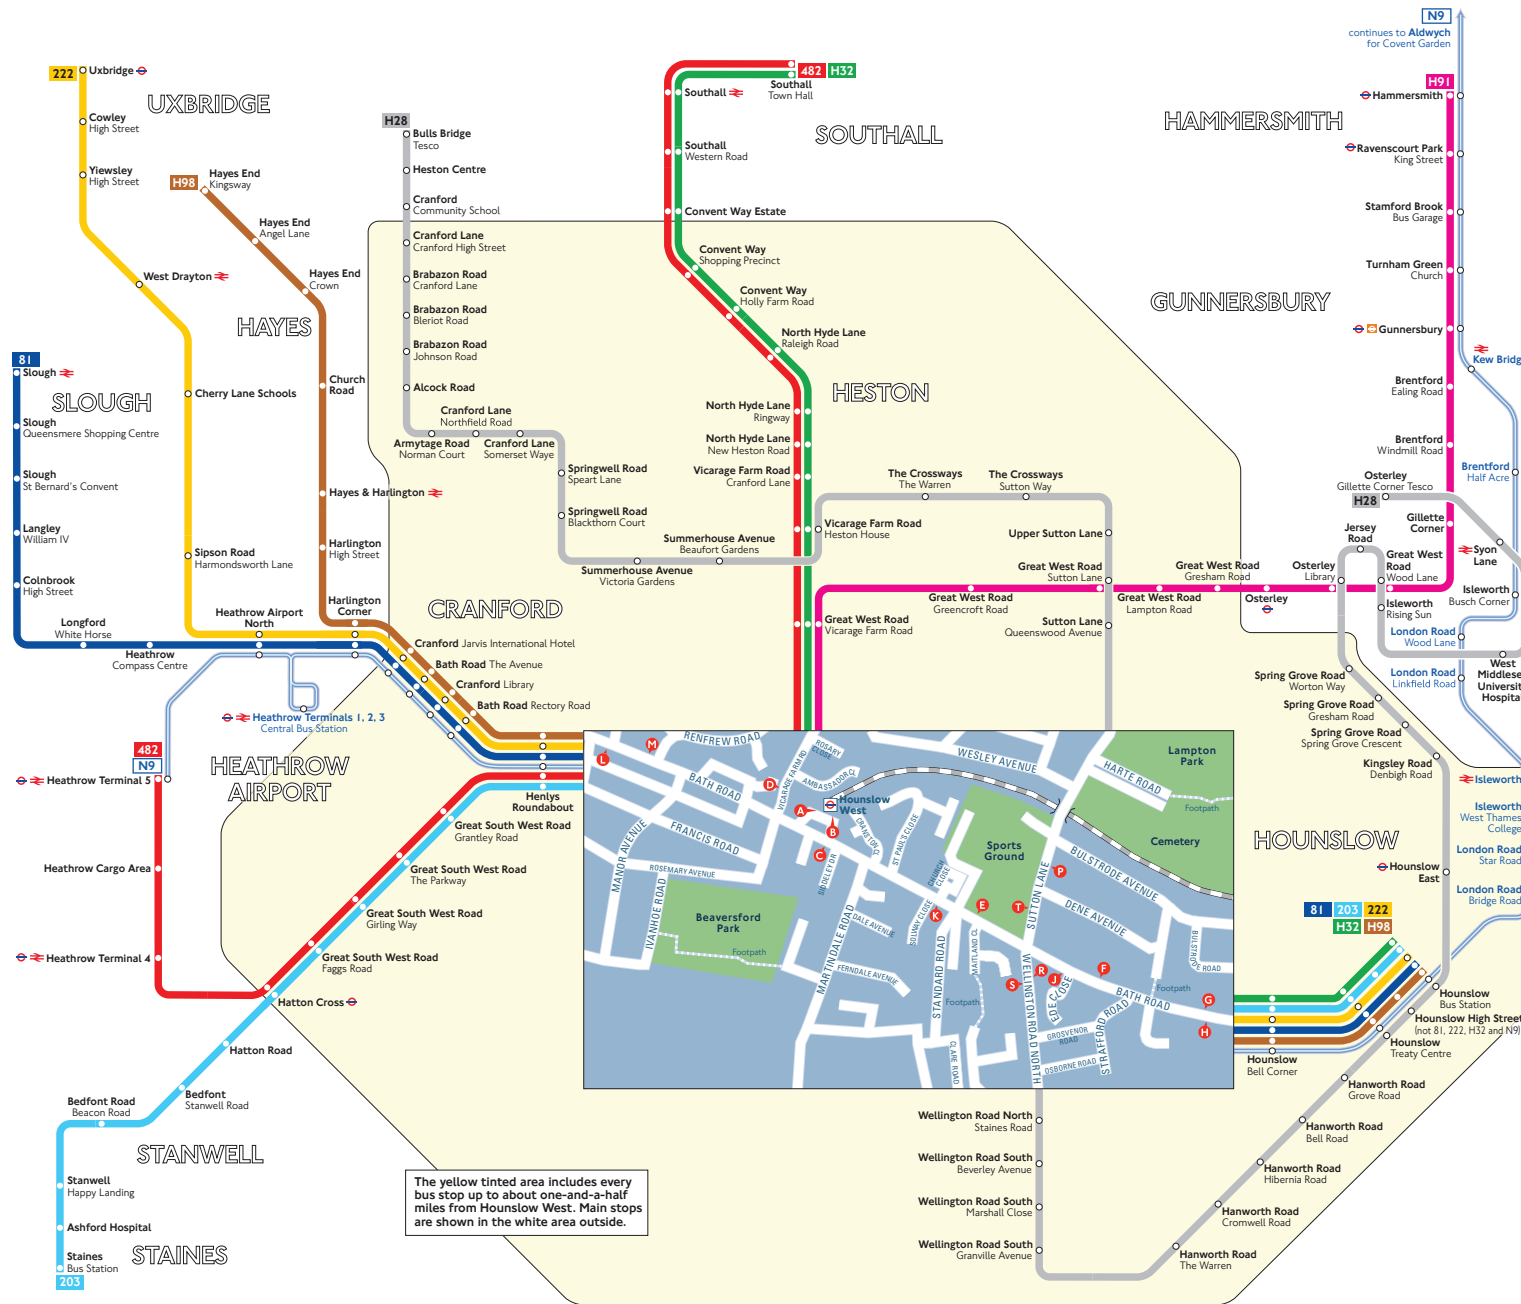 N9
continues to Aldwych
for Covent Garden
222
Uxbridge
UXBRIDGE
Cowley
High Street
Yiewsley
High Street
H98
Hayes End
Kingsway
Hayes End
Angel Lane
Hayes End
Crown
West Drayton
HAYES
H28
Bulls Bridge
Tesco
Heston Centre
Cranford
Community School
Cranford Lane
Cranford High Street
Brabazon Road
Cranford Lane
Brabazon Road
Bleriot Road
Brabazon Road
Johnson Road
Alcock Road
Cranford Lane
Northfield Road
Armytage Road
Norman Court
Cranford Lane
Somerset Waye
Springwell Road
Speart Lane
Springwell Road
Blackthorn Court
Summerhouse Avenue
Beaufort Gardens
Summerhouse Avenue
Victoria Gardens
482
H32
Southall
Town Hall
Southall
Southall
Western Road
SOUTHALL
Convent Way Estate
Convent Way
Shopping Precinct
Convent Way
Holly Farm Road
North Hyde Lane
Raleigh Road
HESTON
North Hyde Lane
Ringway
North Hyde Lane
New Heston Road
Vicarage Farm Road
Cranford Lane
Vicarage Farm Road
Heston House
The Crossways
The Warren
The Crossways
Sutton Way
Upper Sutton Lane
Great West Road
Sutton Lane
Great West Road
Gresham Road
Great West Road
Greencroft Road
Great West Road
Lampton Road
Great West Road
Vicarage Farm Road
Sutton Lane
Queenswood Avenue
Osterley
Osterley
Library
H91
Hammersmith
HAMMERSMITH
Ravenscourt Park
King Street
Stamford Brook
Bus Garage
Turnham Green
Church
GUNNERSBURY
Gunnersbury
Kew Bridg
Brentford
Ealing Road
Brentford
Windmill Road
Brentford
Half Acre
Osterley
Gillette Corner Tesco
H28
Gillette
Corner
Jersey
Road
Great West
Road
Wood Lane
Syon
Lane
Isleworth
Busch Corner
Isleworth
Rising Sun
London Road
Wood Lane
London Road
Linkfield Road
West
Middlese
Universit
Hospita
Spring Grove Road
Worton Way
Spring Grove Road
Gresham Road
Spring Grove Road
Spring Grove Crescent
Kingsley Road
Denbigh Road
Isleworth
Isleworth
West Thames
College
London Road
Star Road
London Road
Bridge Road
HOUNSLOW
Hounslow
East
81
203
222
H32
H98
Hounslow
Bus Station
Hounslow High Street
(not 81, 222, H32 and N9)
Hounslow
Treaty Centre
Hounslow
Bell Corner
Hanworth Road
Grove Road
Hanworth Road
Bell Road
Hanworth Road
Hibernia Road
Hanworth Road
Cromwell Road
Hanworth Road
The Warren
Wellington Road North
Staines Road
Wellington Road South
Beverley Avenue
Wellington Road South
Marshall Close
Wellington Road South
Granville Avenue
81
Slough
SLOUGH
Slough
Queensmere Shopping Centre
Slough
St Bernard's Convent
Langley
William IV
Colnbrook
High Street
Longford
White Horse
Heathrow
Compass Centre
Cherry Lane Schools
Sipson Road
Harmondsworth Lane
Heathrow Airport
North
Church
Road
Hayes & Harlington
Harlington
High Street
Harlington
Corner
CRANFORD
Cranford Jarvis International Hotel
Bath Road The Avenue
Cranford Library
Bath Road Rectory Road
Heathrow Terminals 1, 2, 3
Central Bus Station
482
N9
HEATHROW
AIRPORT
Heathrow Terminal 5
Heathrow Cargo Area
Heathrow Terminal 4
Henlys
Roundabout
Great South West Road
Grantley Road
Great South West Road
The Parkway
Great South West Road
Girling Way
Great South West Road
Faggs Road
Hatton Cross
Hatton Road
Bedfont
Stanwell Road
Bedfont Road
Beacon Road
STANWELL
Stanwell
Happy Landing
Ashford Hospital
STAINES
Staines
Bus Station
203
The yellow tinted area includes every
bus stop up to about one-and-a-half
miles from Hounslow West. Main stops
are shown in the white area outside.
RENFREW ROAD
BATH ROAD
MANOR AVENUE
FRANCIS ROAD
ROSEMARY AVENUE
IVANHOE ROAD
Beaversford
Park
Footpath
VICARAGE FARM RD
ROSARY
CLOSE
AMBASSADOR CL
Hounslow
West
CRANSTON CL
ST PAUL'S CLOSE
SIDDELEY DR
MARTINDALE ROAD
DALE AVENUE
FERNDALE AVENUE
SOLWAY CLOSE
CHURCH
CLOSE
STANDARD ROAD
MAITLAND CL
Footpath
CLARE ROAD
WESLEY AVENUE
Sports
Ground
SUTTON LANE
WELLINGTON ROAD NORTH
EDE CLOSE
GROSVENOR
ROAD
OSBORNE ROAD
STRAFFORD ROAD
BATH ROAD
Footpath
DENE AVENUE
BULSTRODE AVENUE
HARTE ROAD
Lampton
Park
Footpath
Cemetery
L
M
D
A
B
C
K
E
T
P
S
R
J
F
G
H